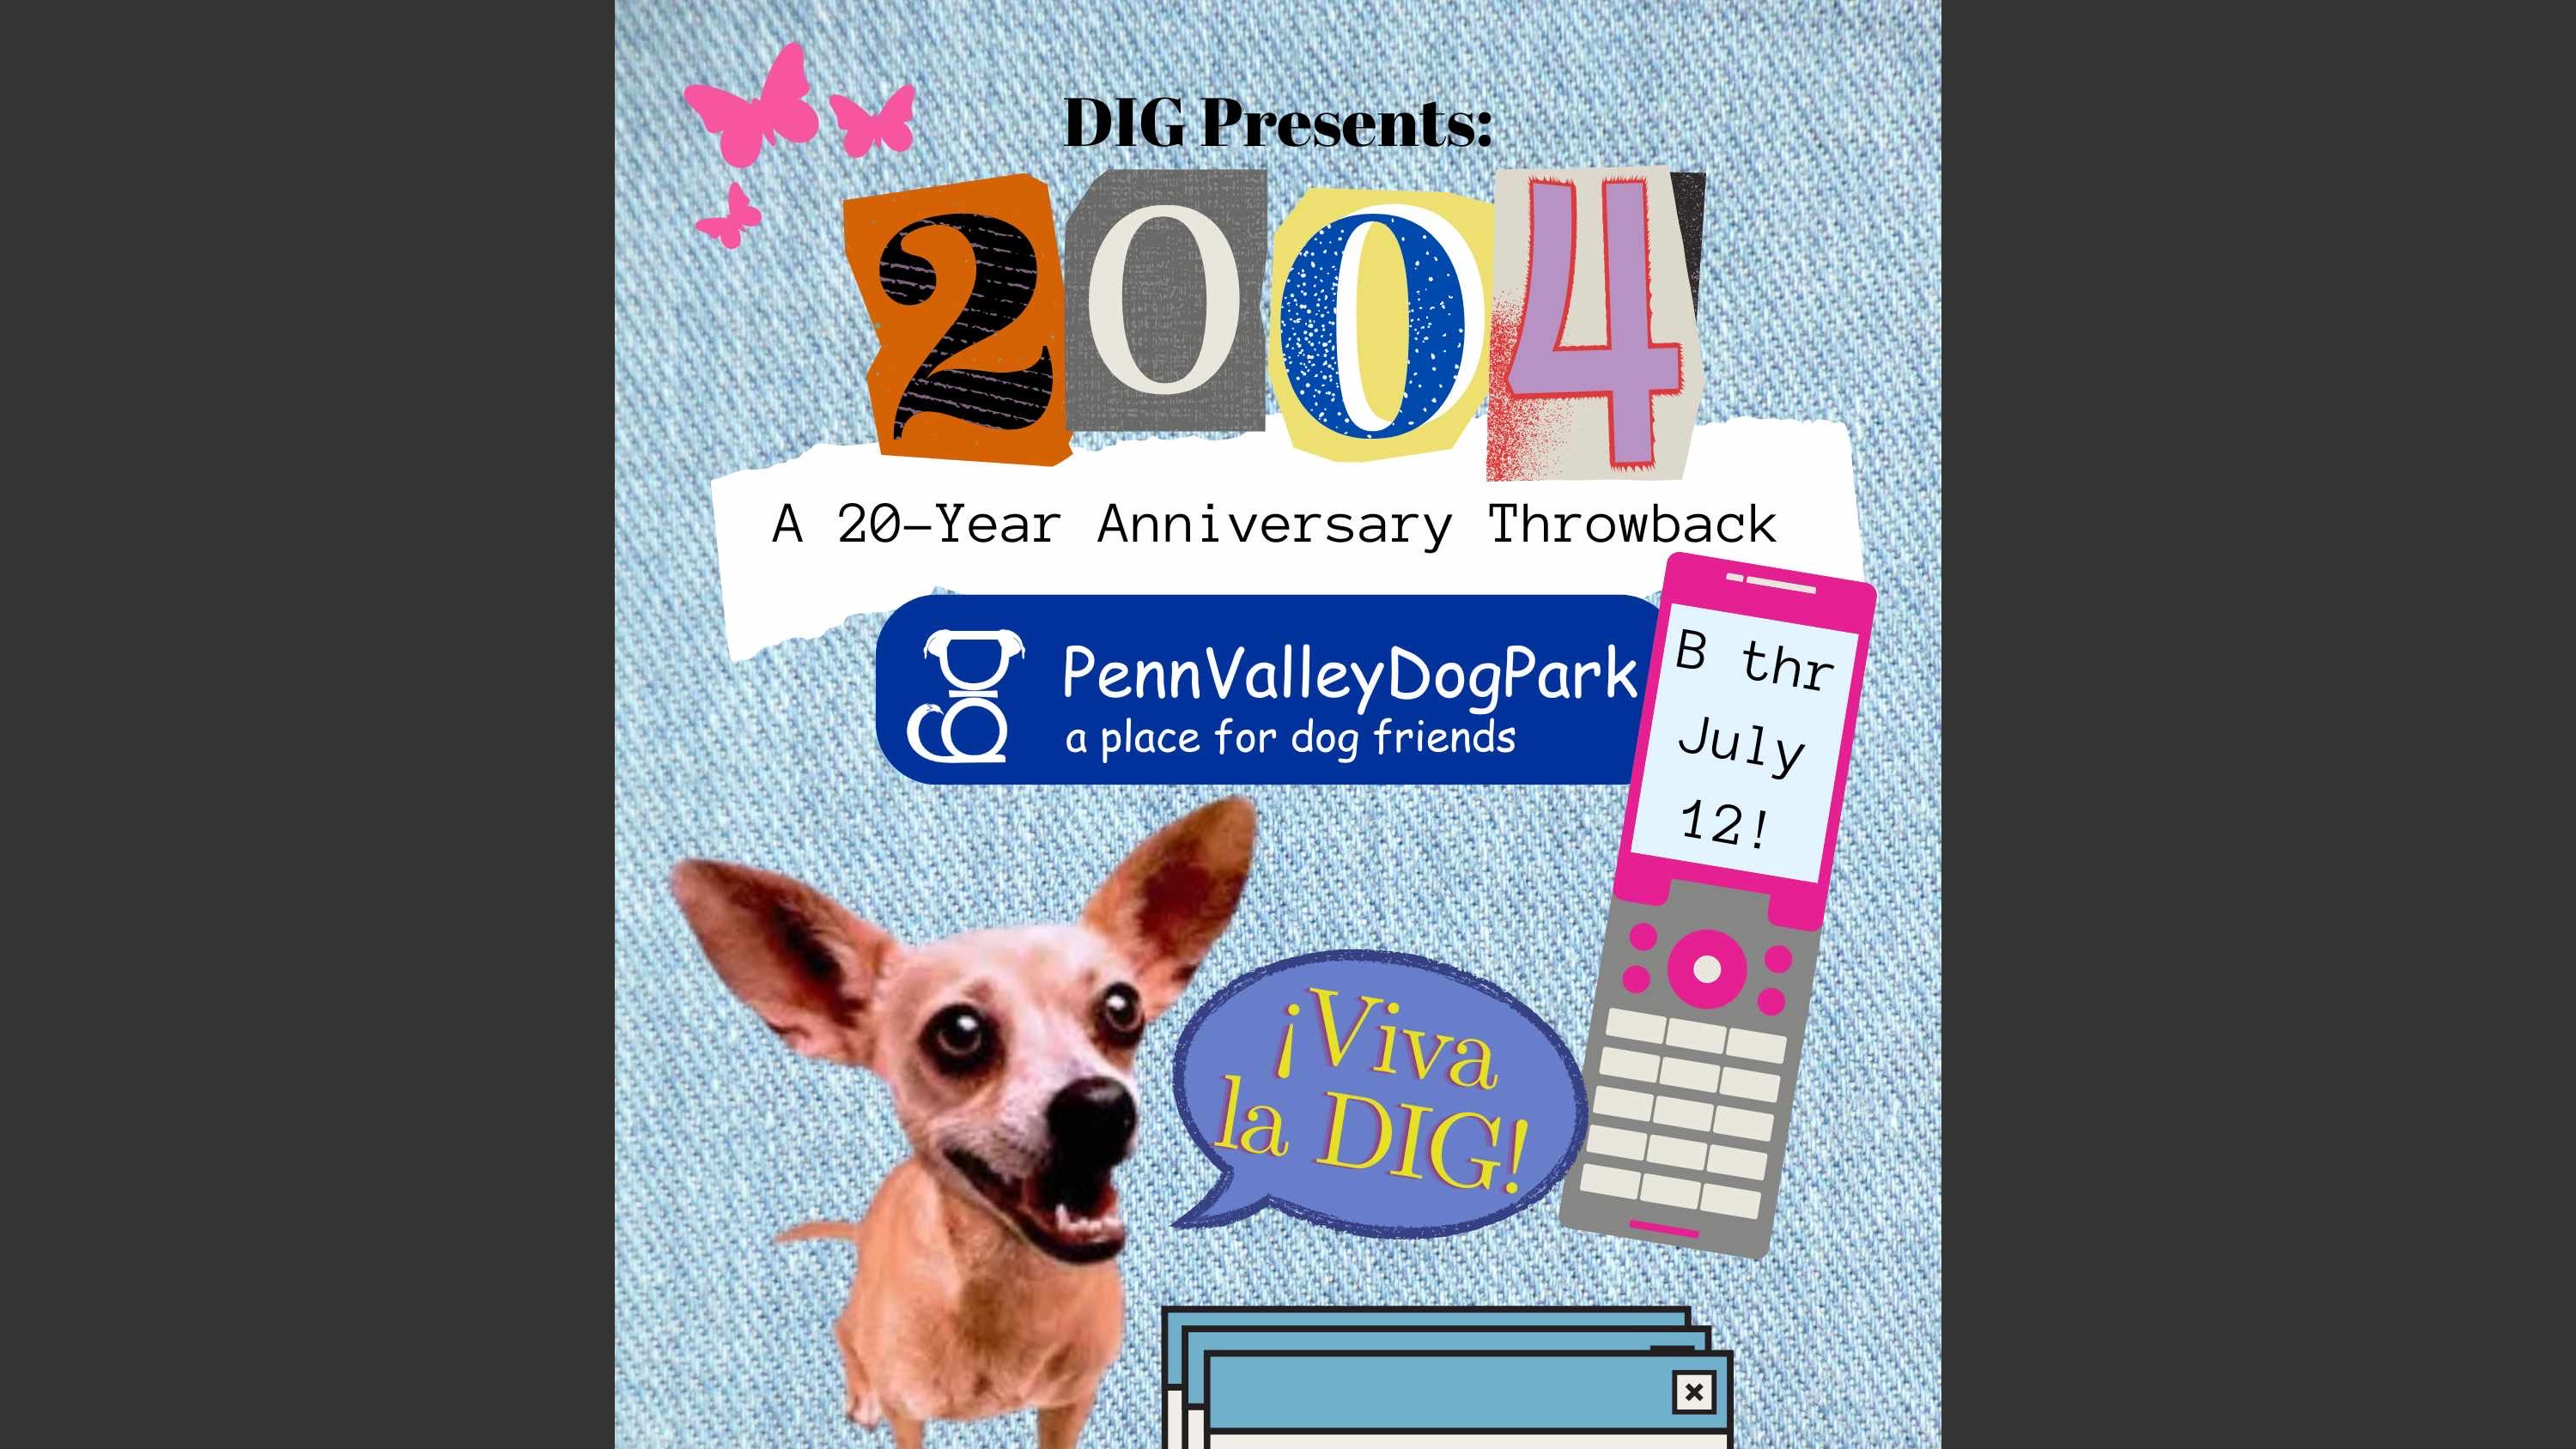 DIG Presents:
2004
A 20-Year Anniversary Throwback
PennValleyDogPark
a place for dog friends
B thr
July
12!
¡Viva
la DIG!